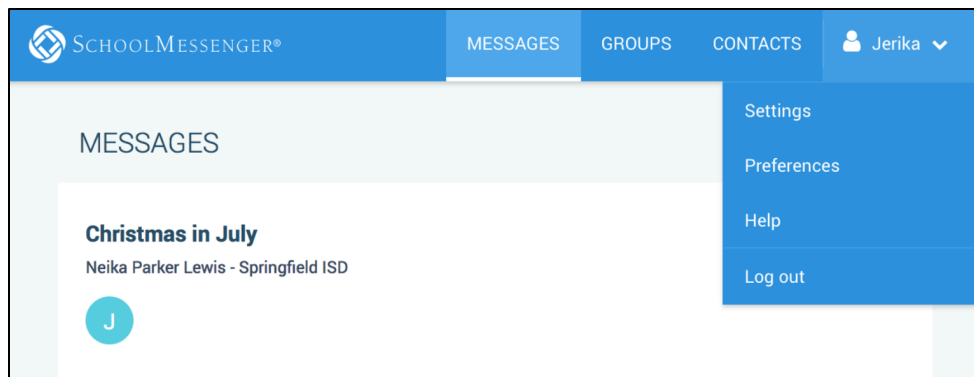 SCHOOLMESSENGER®
MESSAGES
GROUPS
CONTACTS
Jerika
Settings
Preferences
Help
Log out
MESSAGES
Christmas in July
Neika Parker Lewis - Springfield ISD
J